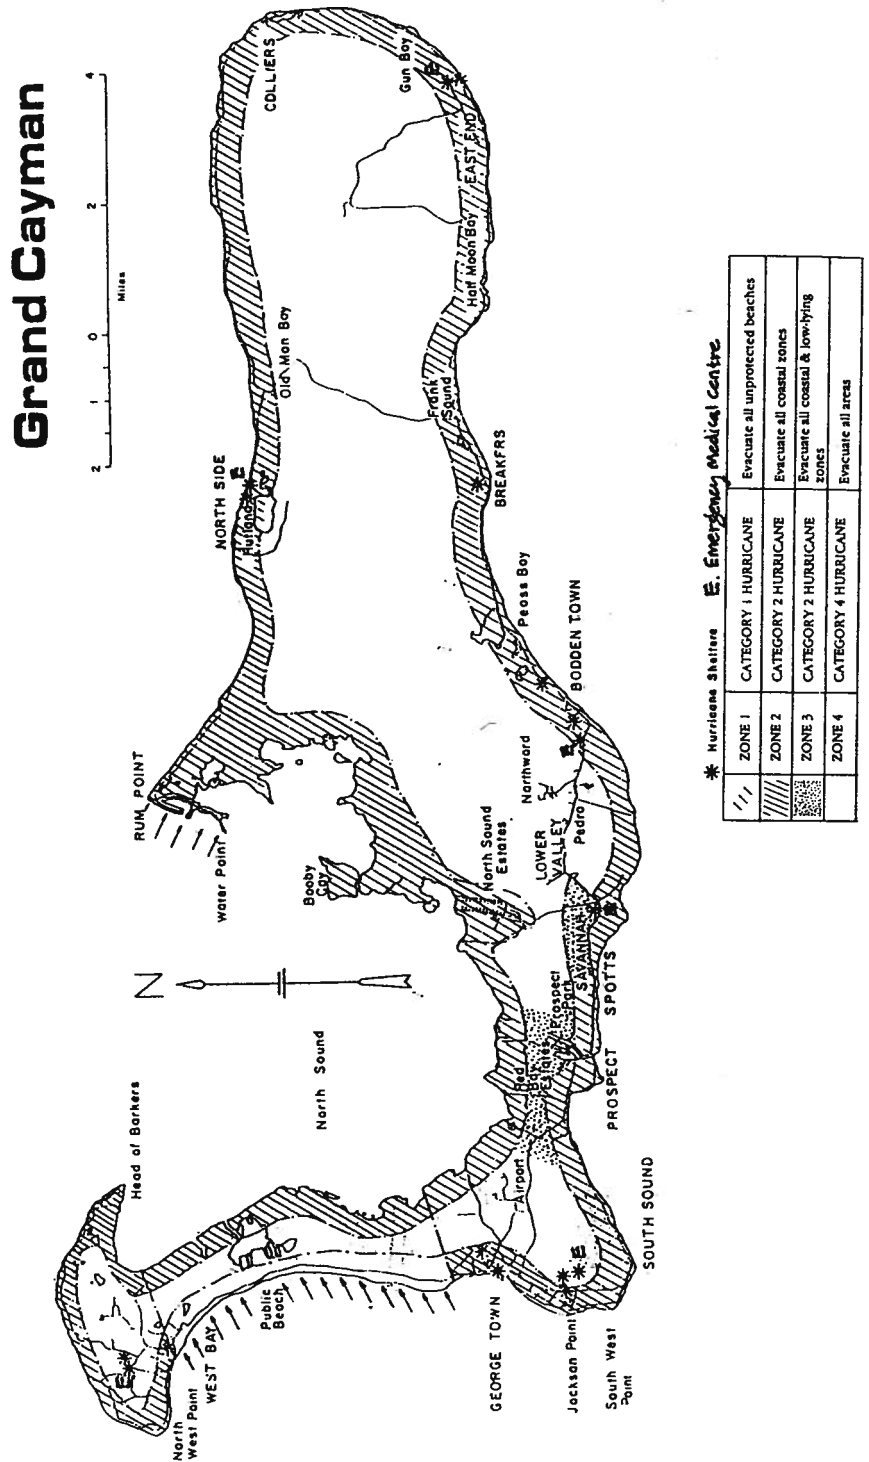 Grand Cayman
2 1 0 2 4
Miles
North
West Point
WEST BAY
Public
Beach
Head of Barkers
North Sound
N
GEORGE TOWN
Jackson Point
South West
Point
SOUTH SOUND
Airport
Red
Bay
Estates
PROSPECT
Prospect
Park
SPOTTS
SAVANNAH
North Sound
Estates
LOWER
VALLEY
Pedro
Northward
BODDEN TOWN
Peass Bay
Booby
Cay
Water Point
RUM POINT
NORTH SIDE
Hutland
E
Old Man Bay
BREAKFRS
Frank
Sound
Half Moon Bay
EAST END
Gun Bay
E
COLLIERS
E
E
E
E
Hurricane Shelters E. Emergency Medical Centre
ZONE 1 CATEGORY 1 HURRICANE Evacuate all unprotected beaches
ZONE 2 CATEGORY 2 HURRICANE Evacuate all coastal zones
ZONE 3 CATEGORY 2 HURRICANE Evacuate all coastal & low-lying
zones
ZONE 4 CATEGORY 4 HURRICANE Evacuate all areas